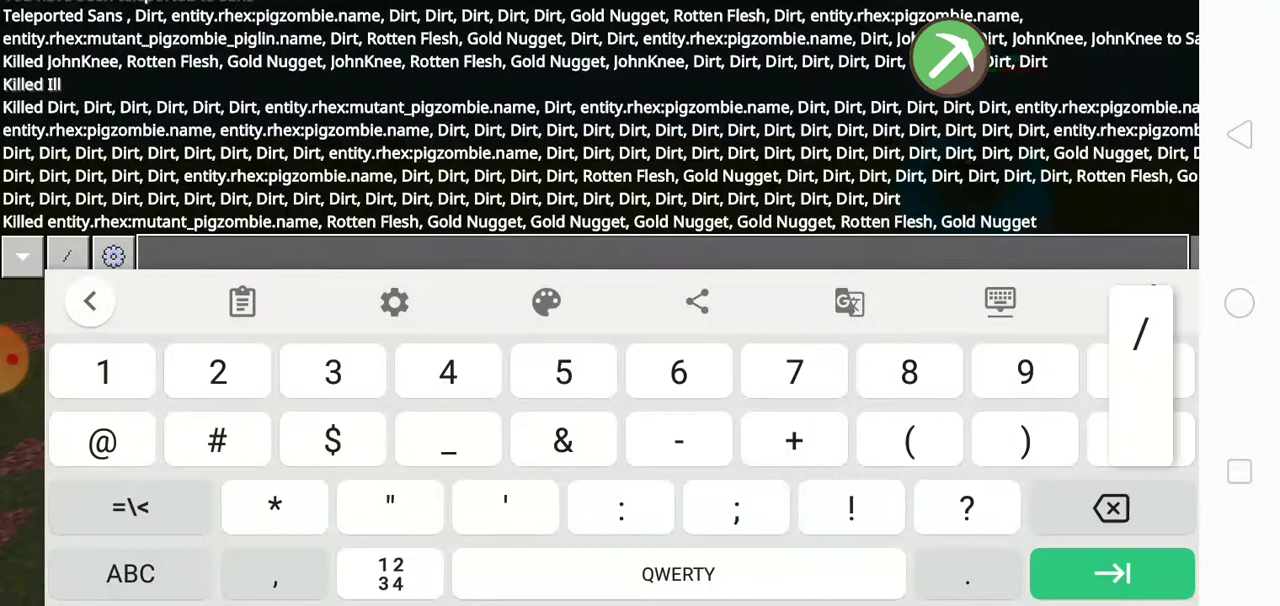 Teleported Sans , Dirt, entity.rhex:pigzombie.name, Dirt, Dirt, Dirt, Dirt, Dirt, Gold Nugget, Rotten Flesh, Dirt, entity.rhex:pigzombie.name,
entity.rhex:mutant_pigzombie_piglin.name, Dirt, Rotten Flesh, Gold Nugget, Dirt, Dirt, entity.rhex:pigzombie.name, Dirt, Dirt, JohnKnee, JohnKnee to Sa
Killed JohnKnee, Rotten Flesh, Gold Nugget, JohnKnee, Rotten Flesh, Gold Nugget, JohnKnee, Dirt, Dirt, Dirt, Dirt, Dirt, Dirt, Dirt, Dirt
Killed Ill
Killed Dirt, Dirt, Dirt, Dirt, Dirt, Dirt, entity.rhex:mutant_pigzombie.name, Dirt, entity.rhex:pigzombie.name, Dirt, Dirt, Dirt, Dirt, Dirt, Dirt, entity.rhex:pigzombie.na
entity.rhex:pigzombie.name, entity.rhex:pigzombie.name, Dirt, Dirt, Dirt, Dirt, Dirt, Dirt, Dirt, Dirt, Dirt, Dirt, Dirt, Dirt, Dirt, Dirt, Dirt, Dirt, Dirt, entity.rhex:pigzomb
Dirt, Dirt, Dirt, Dirt, Dirt, Dirt, Dirt, Dirt, Dirt, entity.rhex:pigzombie.name, Dirt, Dirt, Dirt, Dirt, Dirt, Dirt, Dirt, Dirt, Dirt, Dirt, Dirt, Dirt, Dirt, Dirt, Gold Nugget, Dirt, D
Dirt, Dirt, Dirt, Dirt, Dirt, entity.rhex:pigzombie.name, Dirt, Dirt, Dirt, Dirt, Dirt, Rotten Flesh, Gold Nugget, Dirt, Dirt, Dirt, Dirt, Dirt, Dirt, Dirt, Dirt, Rotten Flesh, Go
Dirt, Dirt, Dirt, Dirt, Dirt, Dirt, Dirt, Dirt, Dirt, Dirt, Dirt, Dirt, Dirt, Dirt, Dirt, Dirt, Dirt, Dirt, Dirt, Dirt, Dirt, Dirt, Dirt, Dirt, Dirt
Killed entity.rhex:mutant_pigzombie.name, Rotten Flesh, Gold Nugget, Gold Nugget, Gold Nugget, Gold Nugget, Rotten Flesh, Gold Nugget
/
/
1 2 3 4 5 6 7 8 9
@ # $ _ & - + ( )
=\< * " ' : ; ! ?
ABC , 1 2 3 4 QWERTY .